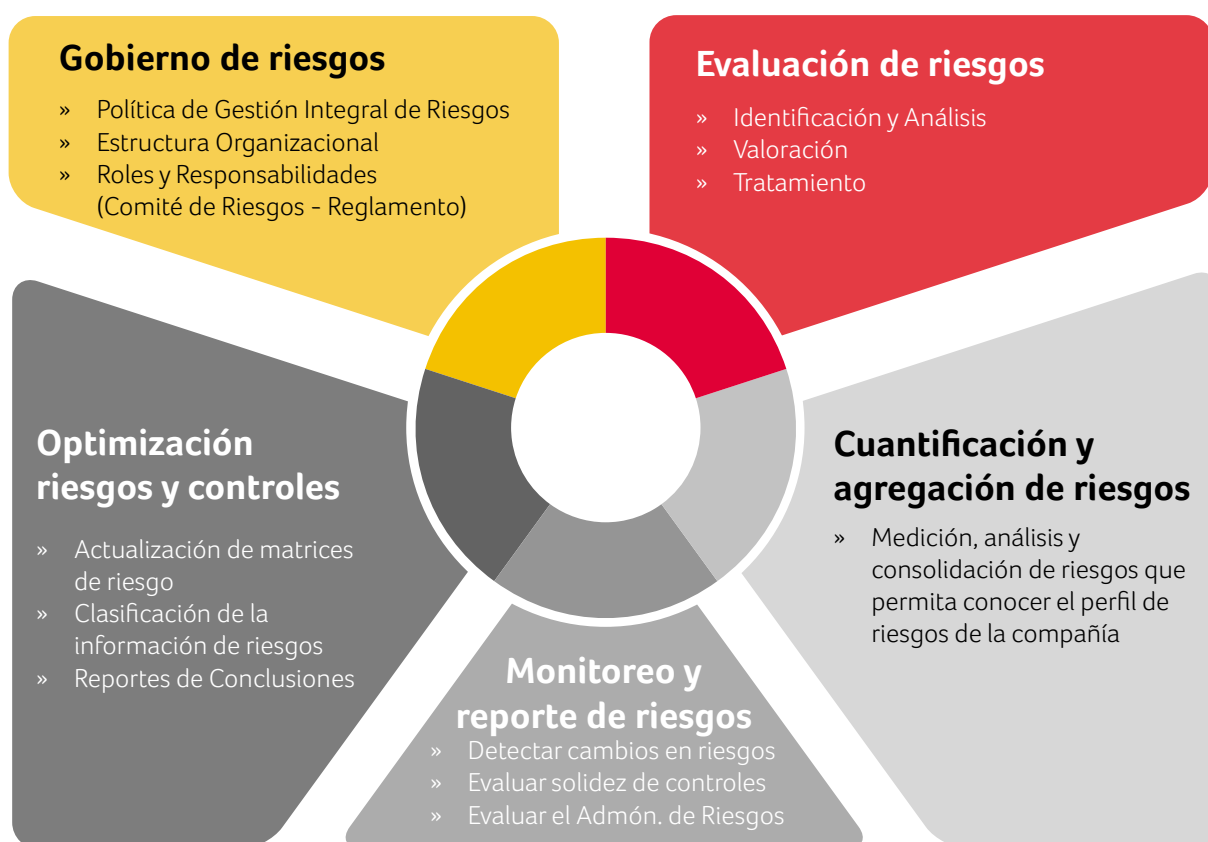 Gobierno de riesgos
» Política de Gestión Integral de Riesgos
» Estructura Organizacional
» Roles y Responsabilidades
(Comité de Riesgos - Reglamento)
Evaluación de riesgos
» Identificación y Análisis
» Valoración
» Tratamiento
Cuantificación y
agregación de riesgos
» Medición, análisis y
consolidación de riesgos que
permita conocer el perfil de
riesgos de la compañía
Monitoreo y
reporte de riesgos
» Detectar cambios en riesgos
» Evaluar solidez de controles
» Evaluar el Admón. de Riesgos
Optimización
riesgos y controles
» Actualización de matrices
de riesgo
» Clasificación de la
información de riesgos
» Reportes de Conclusiones